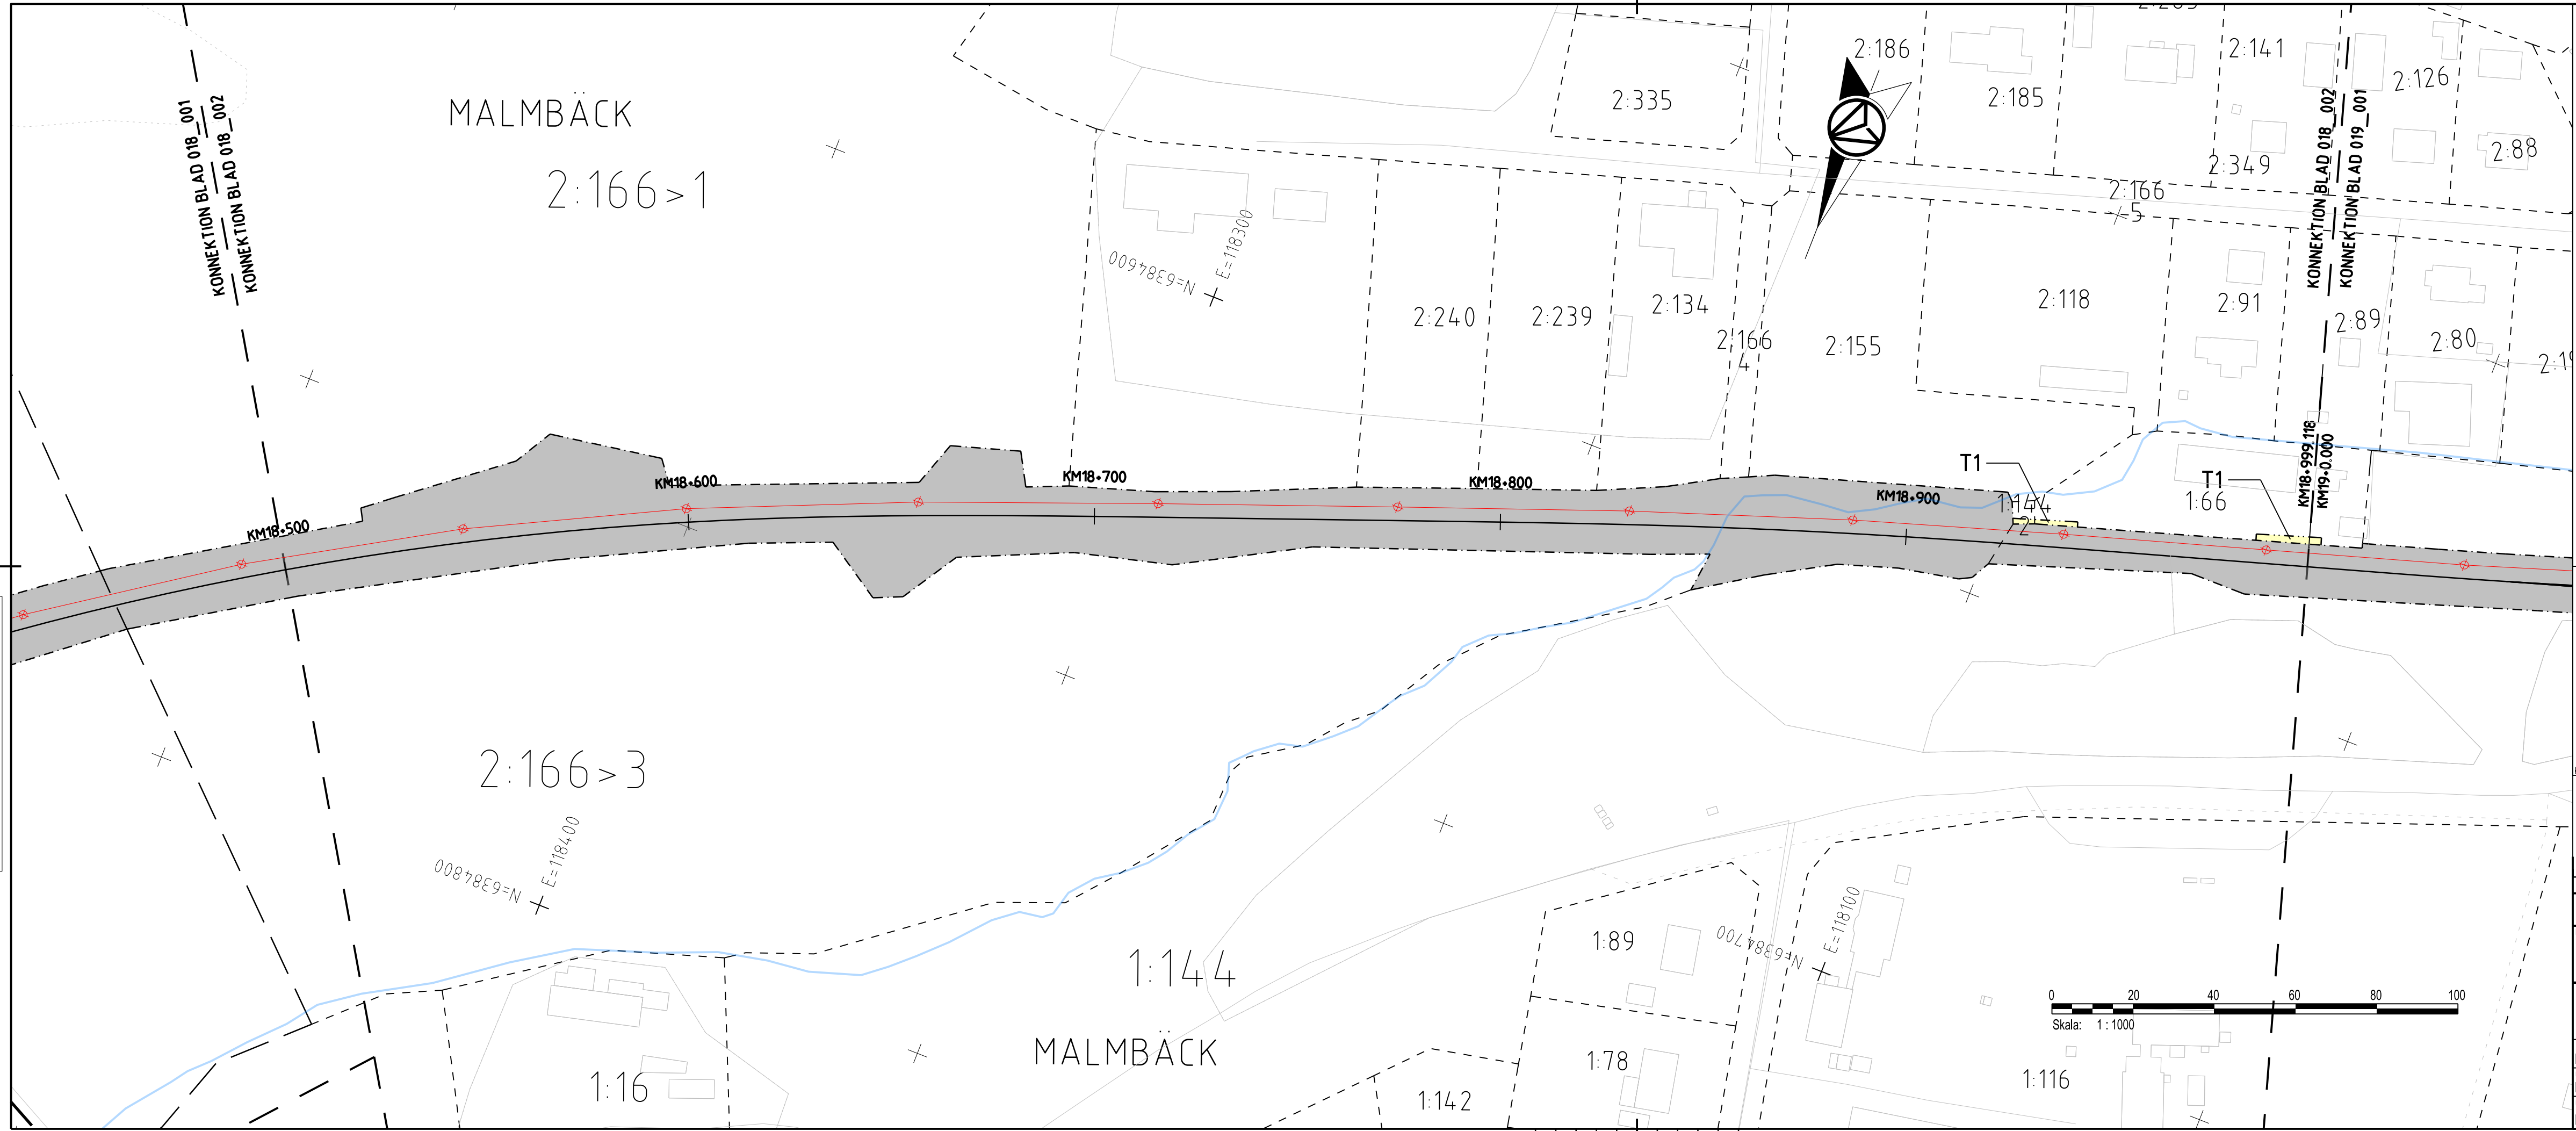 2:186
2:141
2:126
2:185
2:335
MALMBÄCK
2:166>1
KONNEKTION BLAD 018_001
KONNEKTION BLAD 018_002
KONNEKTION BLAD 018_002
KONNEKTION BLAD 019_001
2:88
2:349
2:166
5
N=6384600
E=118300
2:240
2:239
2:134
2:166
4
2:155
2:118
2:91
2:89
2:80
KM18+500
KM18+600
KM18+700
KM18+800
KM18+900
T1
1:144
2
T1
1:66
KM18+999.118
KM19+0.000
2:166>3
N=6384800
E=118400
1:144
MALMBÄCK
1:16
1:89
N=6384700
E=118100
1:78
1:142
1:116
0 20 40 60 80 100
Skala: 1:1000